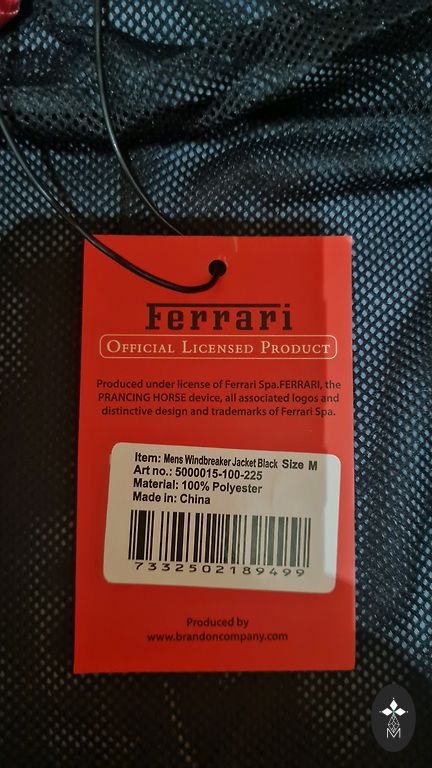 Ferrari
OFFICIAL LICENSED PRODUCT
Produced under license of Ferrari Spa.FERRARI, the
PRANCING HORSE device, all associated logos and
distinctive design and trademarks of Ferrari Spa.
Item: Mens Windbreaker Jacket Black Size M
Art no.: 5000015-100-225
Material: 100% Polyester
Made in: China
7332502189499
Produced by
www.brandoncompany.com
M